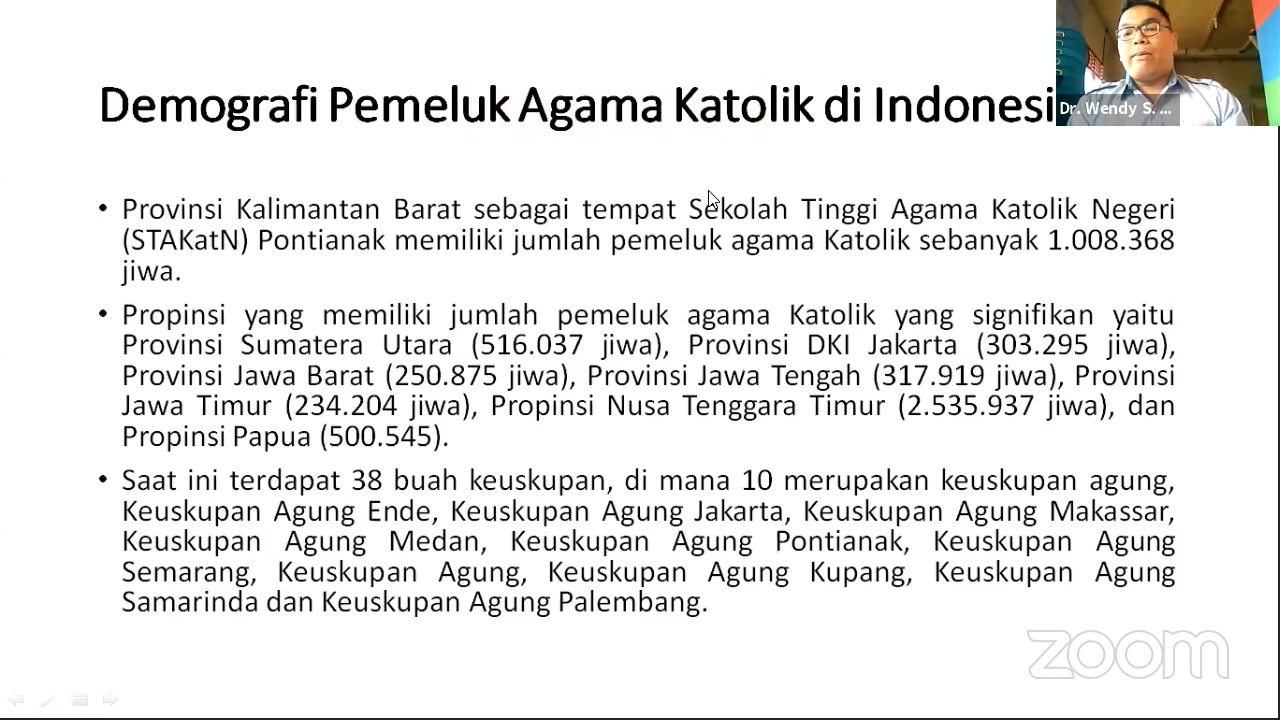 Demografi Pemeluk Agama Katolik di Indonesi
Dr. Wendy S. ...
• Provinsi Kalimantan Barat sebagai tempat Sekolah Tinggi Agama Katolik Negeri
(STAKatN) Pontianak memiliki jumlah pemeluk agama Katolik sebanyak 1.008.368
jiwa.
• Propinsi yang memiliki jumlah pemeluk agama Katolik yang signifikan yaitu
Provinsi Sumatera Utara (516.037 jiwa), Provinsi DKI Jakarta (303.295 jiwa),
Provinsi Jawa Barat (250.875 jiwa), Provinsi Jawa Tengah (317.919 jiwa), Provinsi
Jawa Timur (234.204 jiwa), Propinsi Nusa Tenggara Timur (2.535.937 jiwa), dan
Propinsi Papua (500.545).
• Saat ini terdapat 38 buah keuskupan, di mana 10 merupakan keuskupan agung,
Keuskupan Agung Ende, Keuskupan Agung Jakarta, Keuskupan Agung Makassar,
Keuskupan Agung Medan, Keuskupan Agung Pontianak, Keuskupan Agung
Semarang, Keuskupan Agung, Keuskupan Agung Kupang, Keuskupan Agung
Samarinda dan Keuskupan Agung Palembang.
zoom